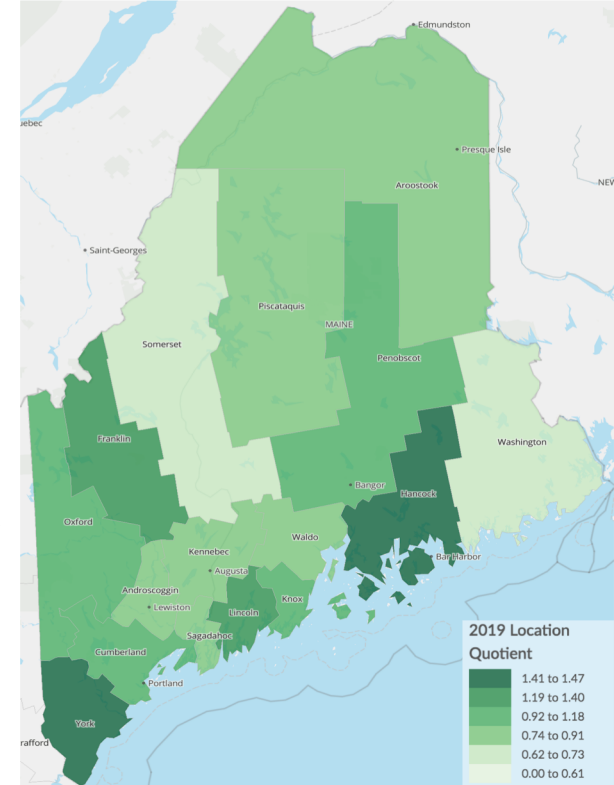 Edmundston
Presque Isle
Aroostook
Saint-Georges
Piscataquis
MAINE
Somerset
Penobscot
Franklin
Washington
Bangor
Hancock
Oxford
Waldo
Kennebec
Bar Harbor
Augusta
Androscoggin
Knox
Lewiston
Lincoln
Sagadahoc
Cumberland
Portland
York
2019 Location
Quotient
1.41 to 1.47
1.19 to 1.40
0.92 to 1.18
0.74 to 0.91
0.62 to 0.73
0.00 to 0.61